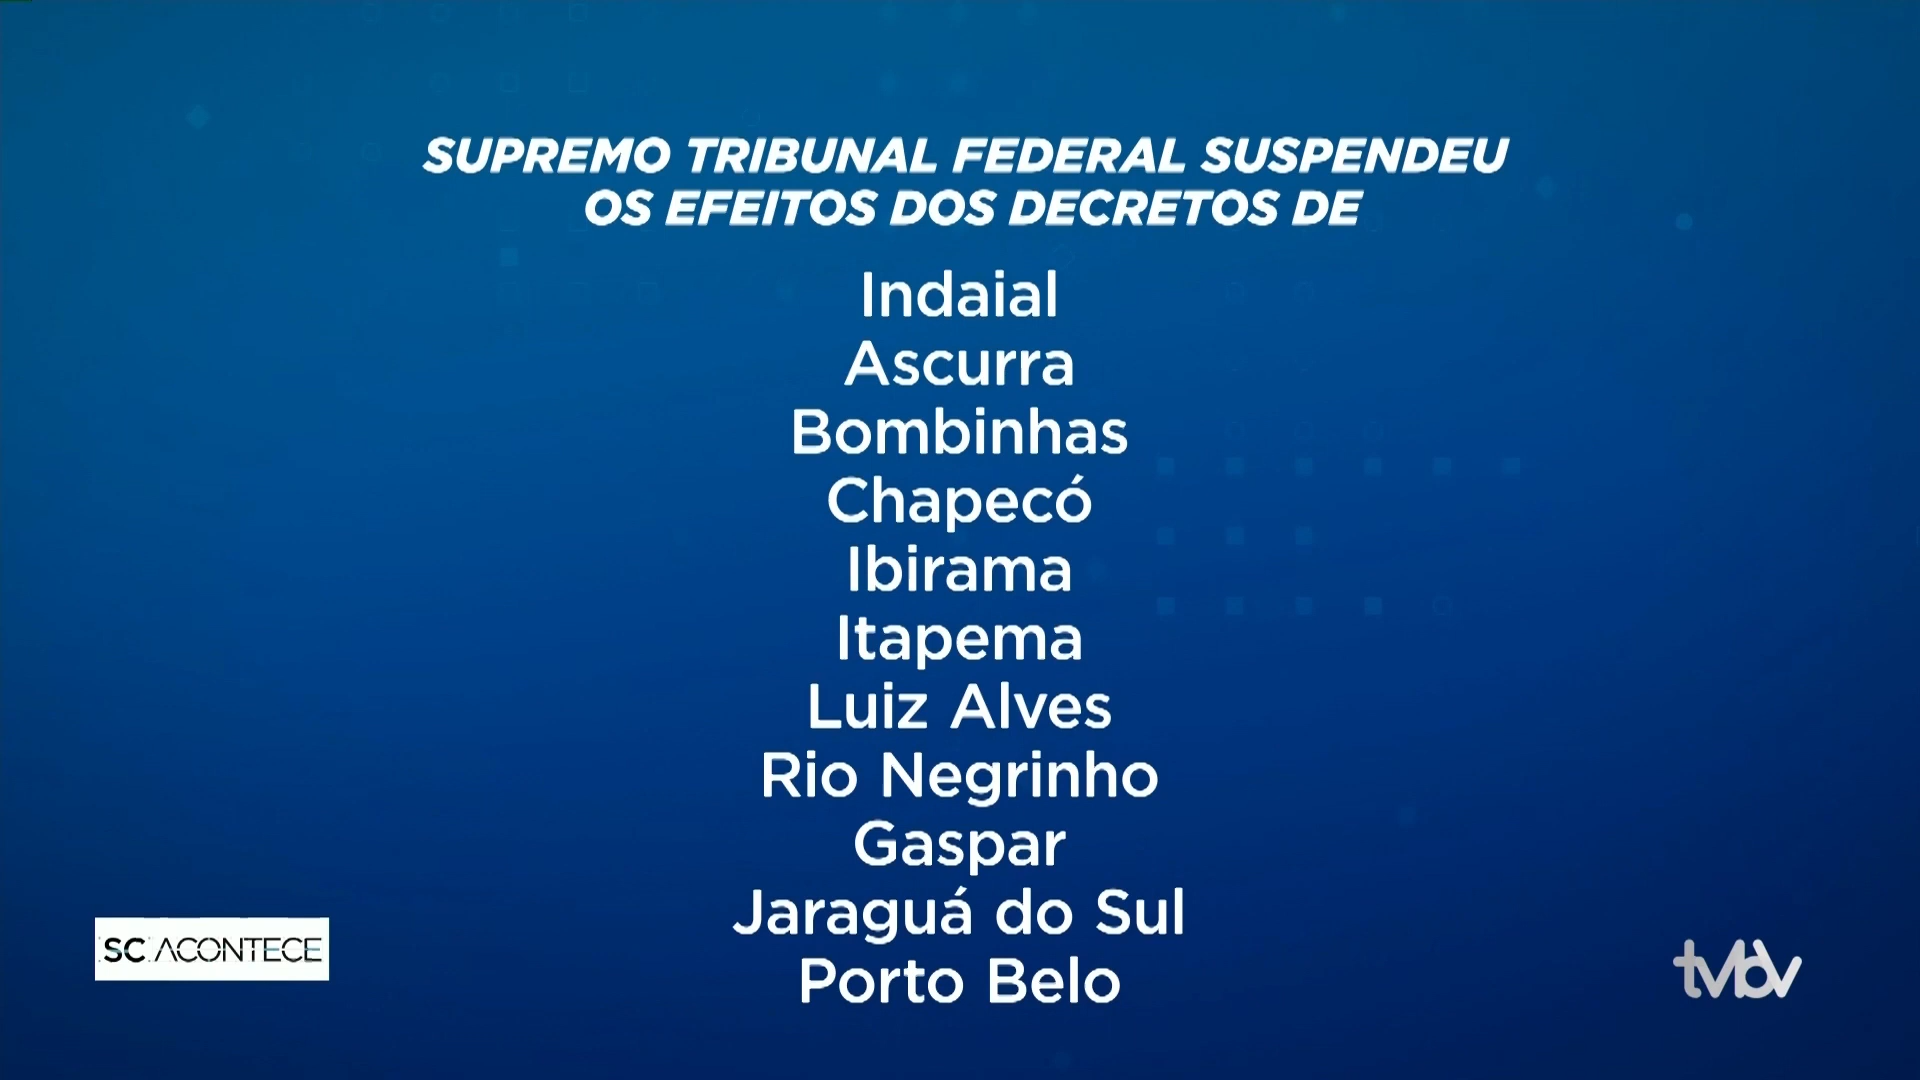 SUPREMO TRIBUNAL FEDERAL SUSPENDEU
OS EFEITOS DOS DECRETOS DE
Indaial
Ascurra
Bombinhas
Chapecó
Ibirama
Itapema
Luiz Alves
Rio Negrinho
Gaspar
Jaraguá do Sul
Porto Belo
SC ACONTECE
tvbv